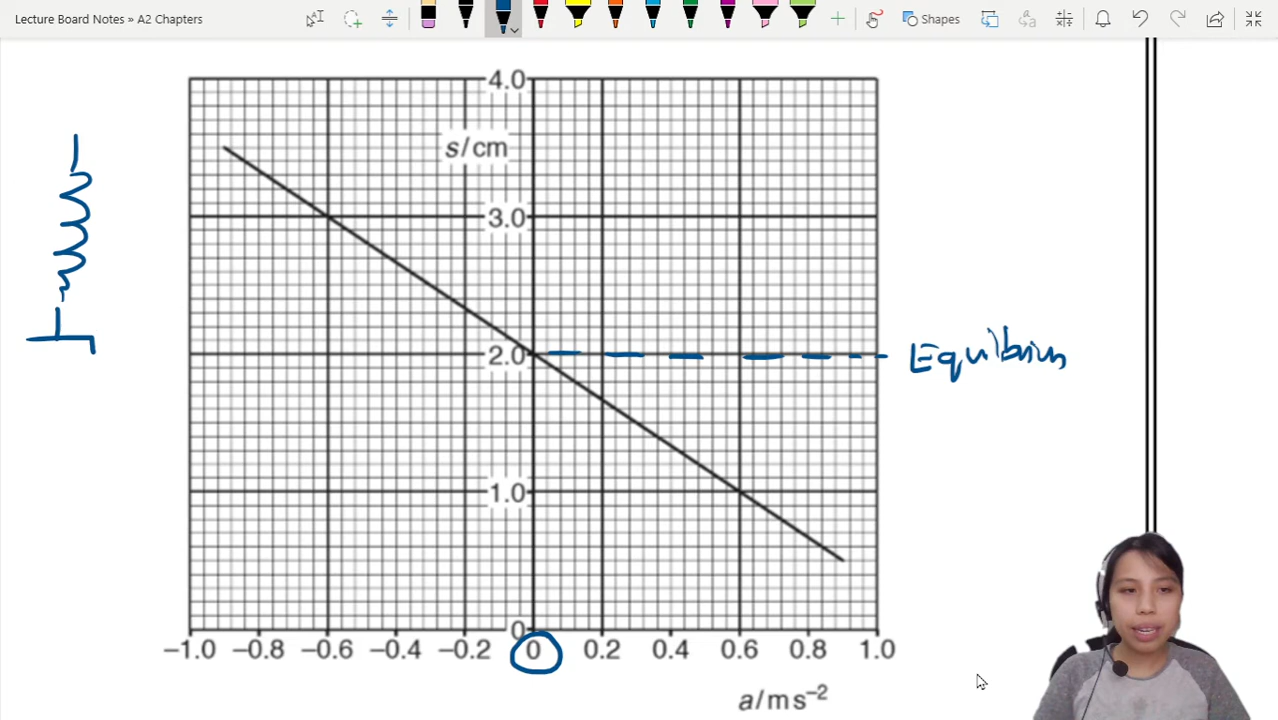 Lecture Board Notes » A2 Chapters
Shapes
4.0
s/cm
3.0
2.0
Equilbrium
1.0
0
−1.0 −0.8 −0.6 −0.4 −0.2 0 0.2 0.4 0.6 0.8 1.0
a/m s⁻²